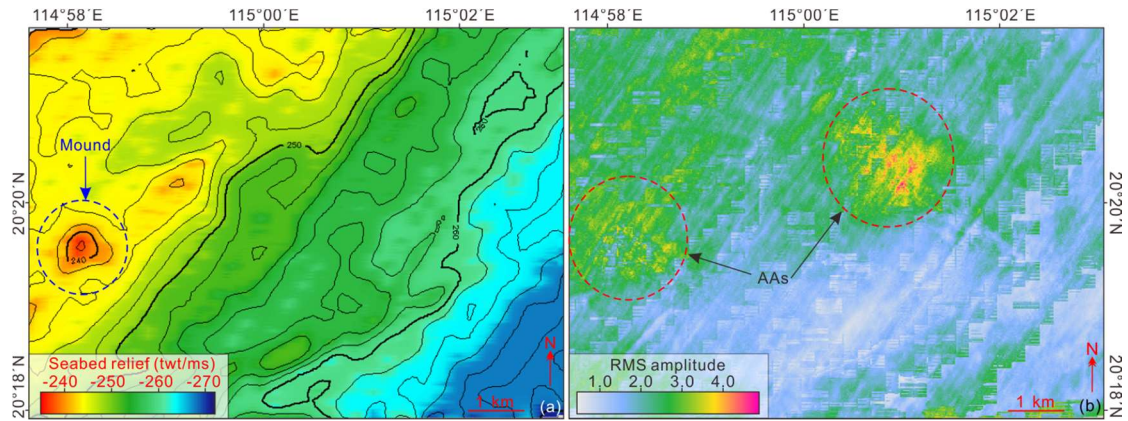 114°58´E 115°00´E 115°02´E
114°58´E 115°00´E 115°02´E
20°20´N
20°18´N
Mound
250
260
260
240
Seabed relief (twt/ms)
-240 -250 -260 -270
N
1 km
(a)
AAs
RMS amplitude
1.0 2.0 3.0 4.0
N
1 km
(b)
20°20´N
20°18´N